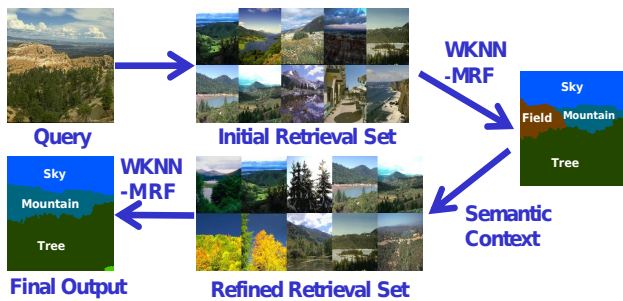 WKNN
-MRF
Sky
Field
Mountain
Tree
Query
Initial Retrieval Set
Semantic
Context
WKNN
-MRF
Sky
Mountain
Tree
Final Output
Refined Retrieval Set